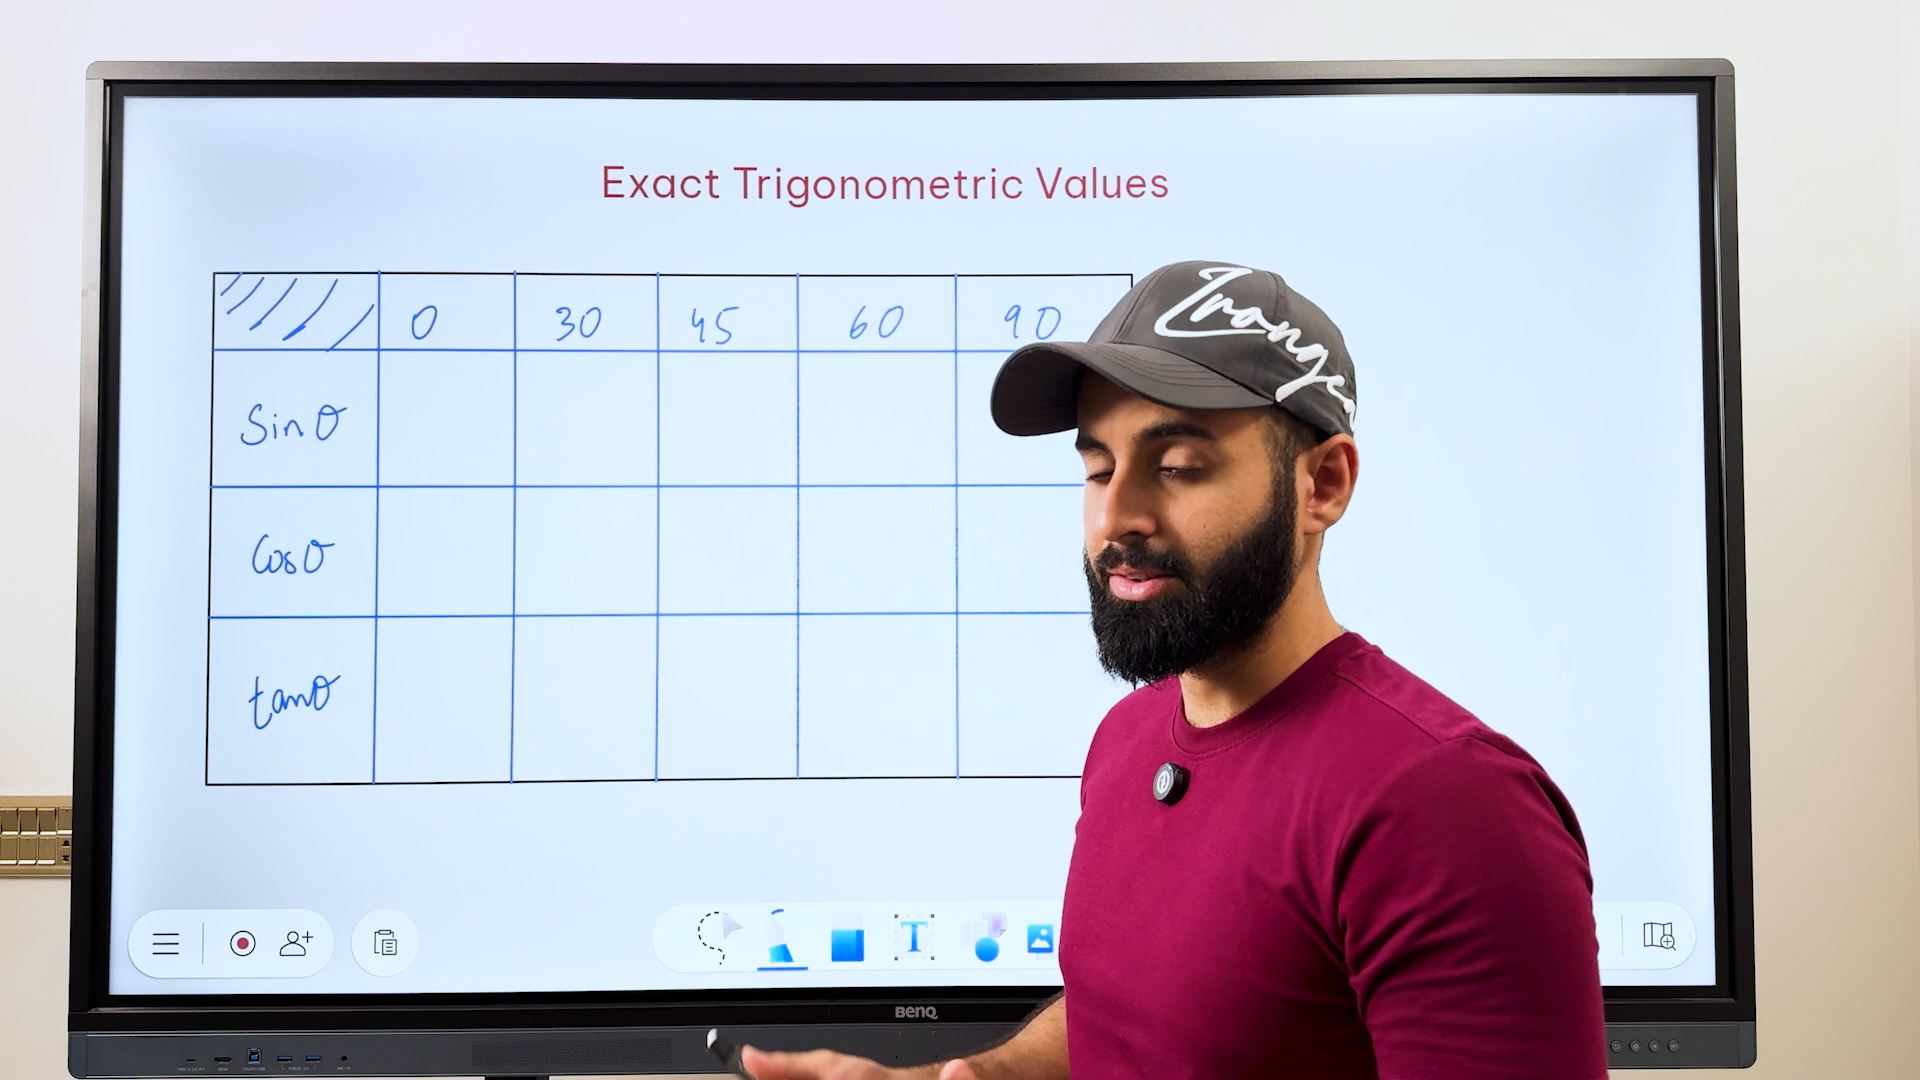 Exact Trigonometric Values
0 30 45 60 90
Sin θ
Cos θ
tan θ
T
BenQ